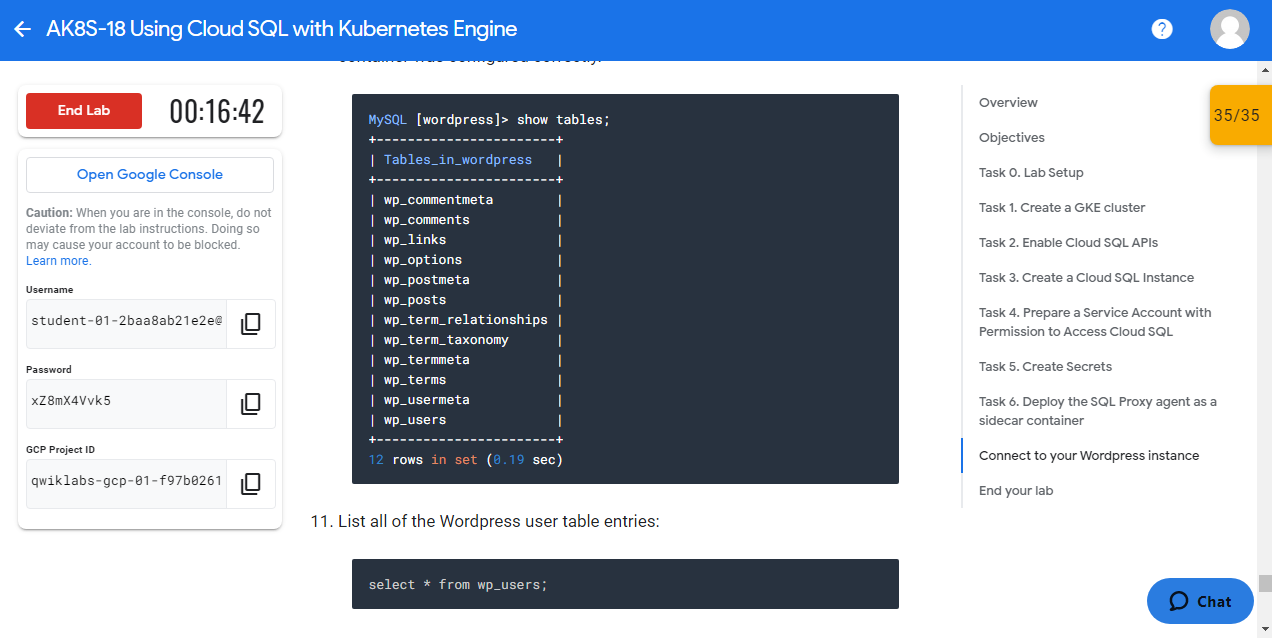 AK8S-18 Using Cloud SQL with Kubernetes Engine
?
container was configured correctly.
End Lab
00:16:42
Open Google Console
Caution: When you are in the console, do not
deviate from the lab instructions. Doing so
may cause your account to be blocked.
Learn more.
Username
student-01-2baa8ab21e2e@
Password
xZ8mX4Vvk5
GCP Project ID
qwiklabs-gcp-01-f97b0261
MySQL [wordpress]> show tables;
+-----------------------+
| Tables_in_wordpress   |
+-----------------------+
| wp_commentmeta        |
| wp_comments           |
| wp_links              |
| wp_options            |
| wp_postmeta           |
| wp_posts              |
| wp_term_relationships |
| wp_term_taxonomy      |
| wp_termmeta           |
| wp_terms              |
| wp_usermeta           |
| wp_users              |
+-----------------------+
12 rows in set (0.19 sec)
11. List all of the Wordpress user table entries:
select * from wp_users;
Overview
Objectives
Task 0. Lab Setup
Task 1. Create a GKE cluster
Task 2. Enable Cloud SQL APIs
Task 3. Create a Cloud SQL Instance
Task 4. Prepare a Service Account with
Permission to Access Cloud SQL
Task 5. Create Secrets
Task 6. Deploy the SQL Proxy agent as a
sidecar container
Connect to your Wordpress instance
End your lab
35/35
Chat